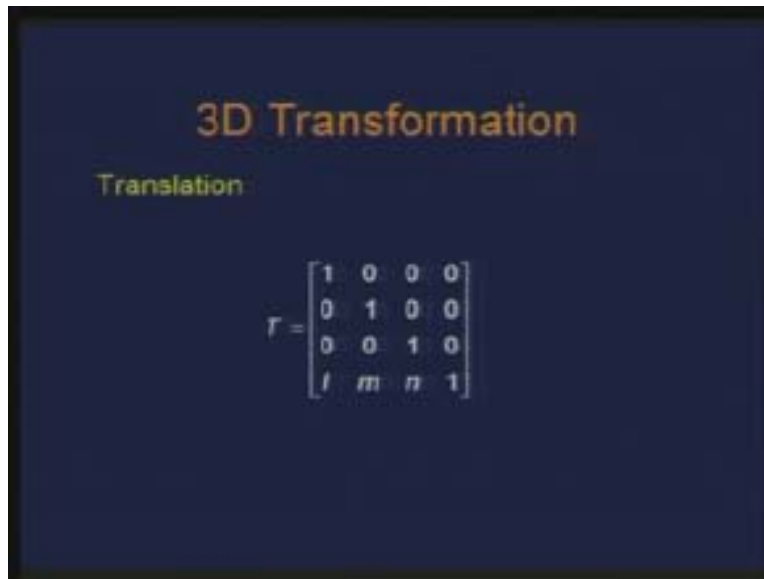 3D Transformation
Translation
T =
1 0 0 0
0 1 0 0
0 0 1 0
l m n 1